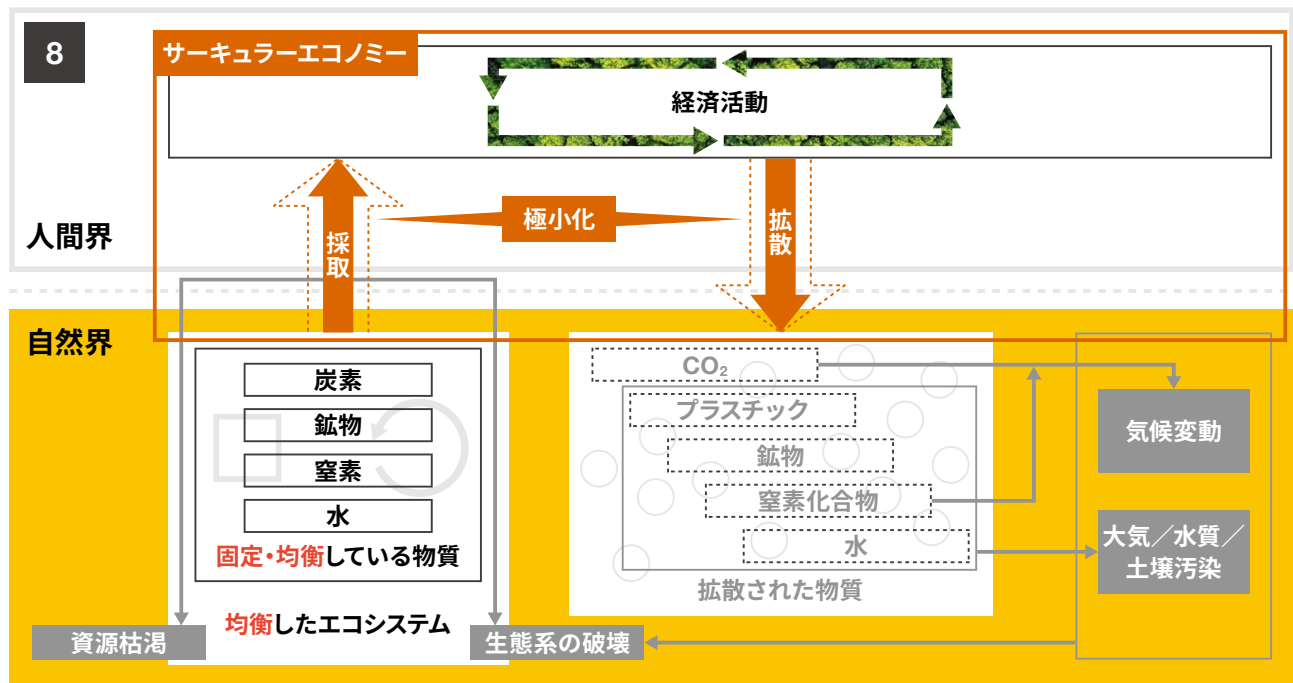 8
サーキュラーエコノミー
経済活動
極小化
採取
拡散
人間界
自然界
炭素
鉱物
窒素
水
固定・均衡している物質
均衡したエコシステム
資源枯渇
生態系の破壊
CO₂
プラスチック
鉱物
窒素化合物
水
拡散された物質
気候変動
大気／水質／
土壌汚染